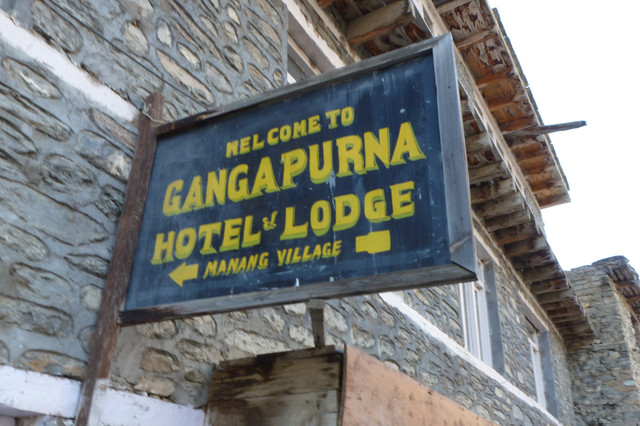 WELCOME TO
GANGAPURNA
HOTEL & LODGE
MANANG VILLAGE